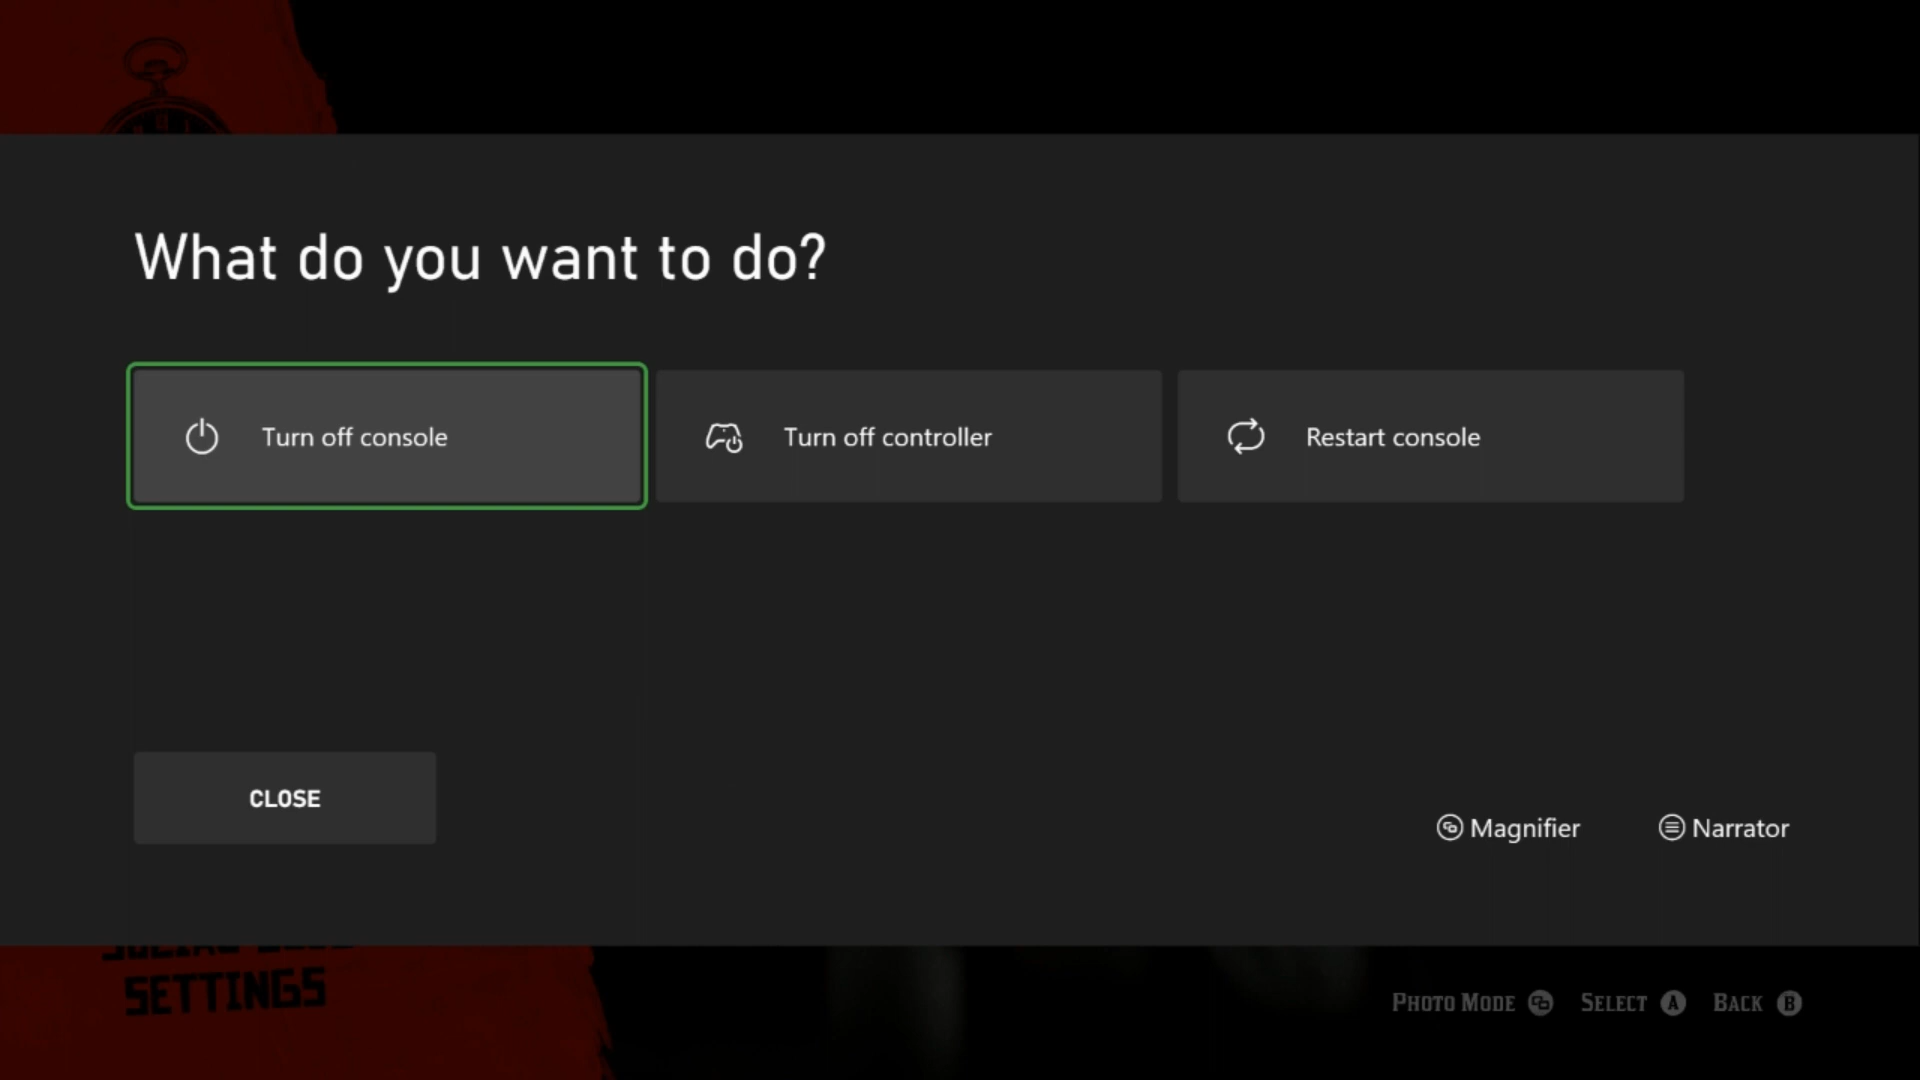 What do you want to do?
Turn off console
Turn off controller
Restart console
CLOSE
Magnifier
Narrator
SETTINGS
PHOTO MODE
SELECT A
BACK B